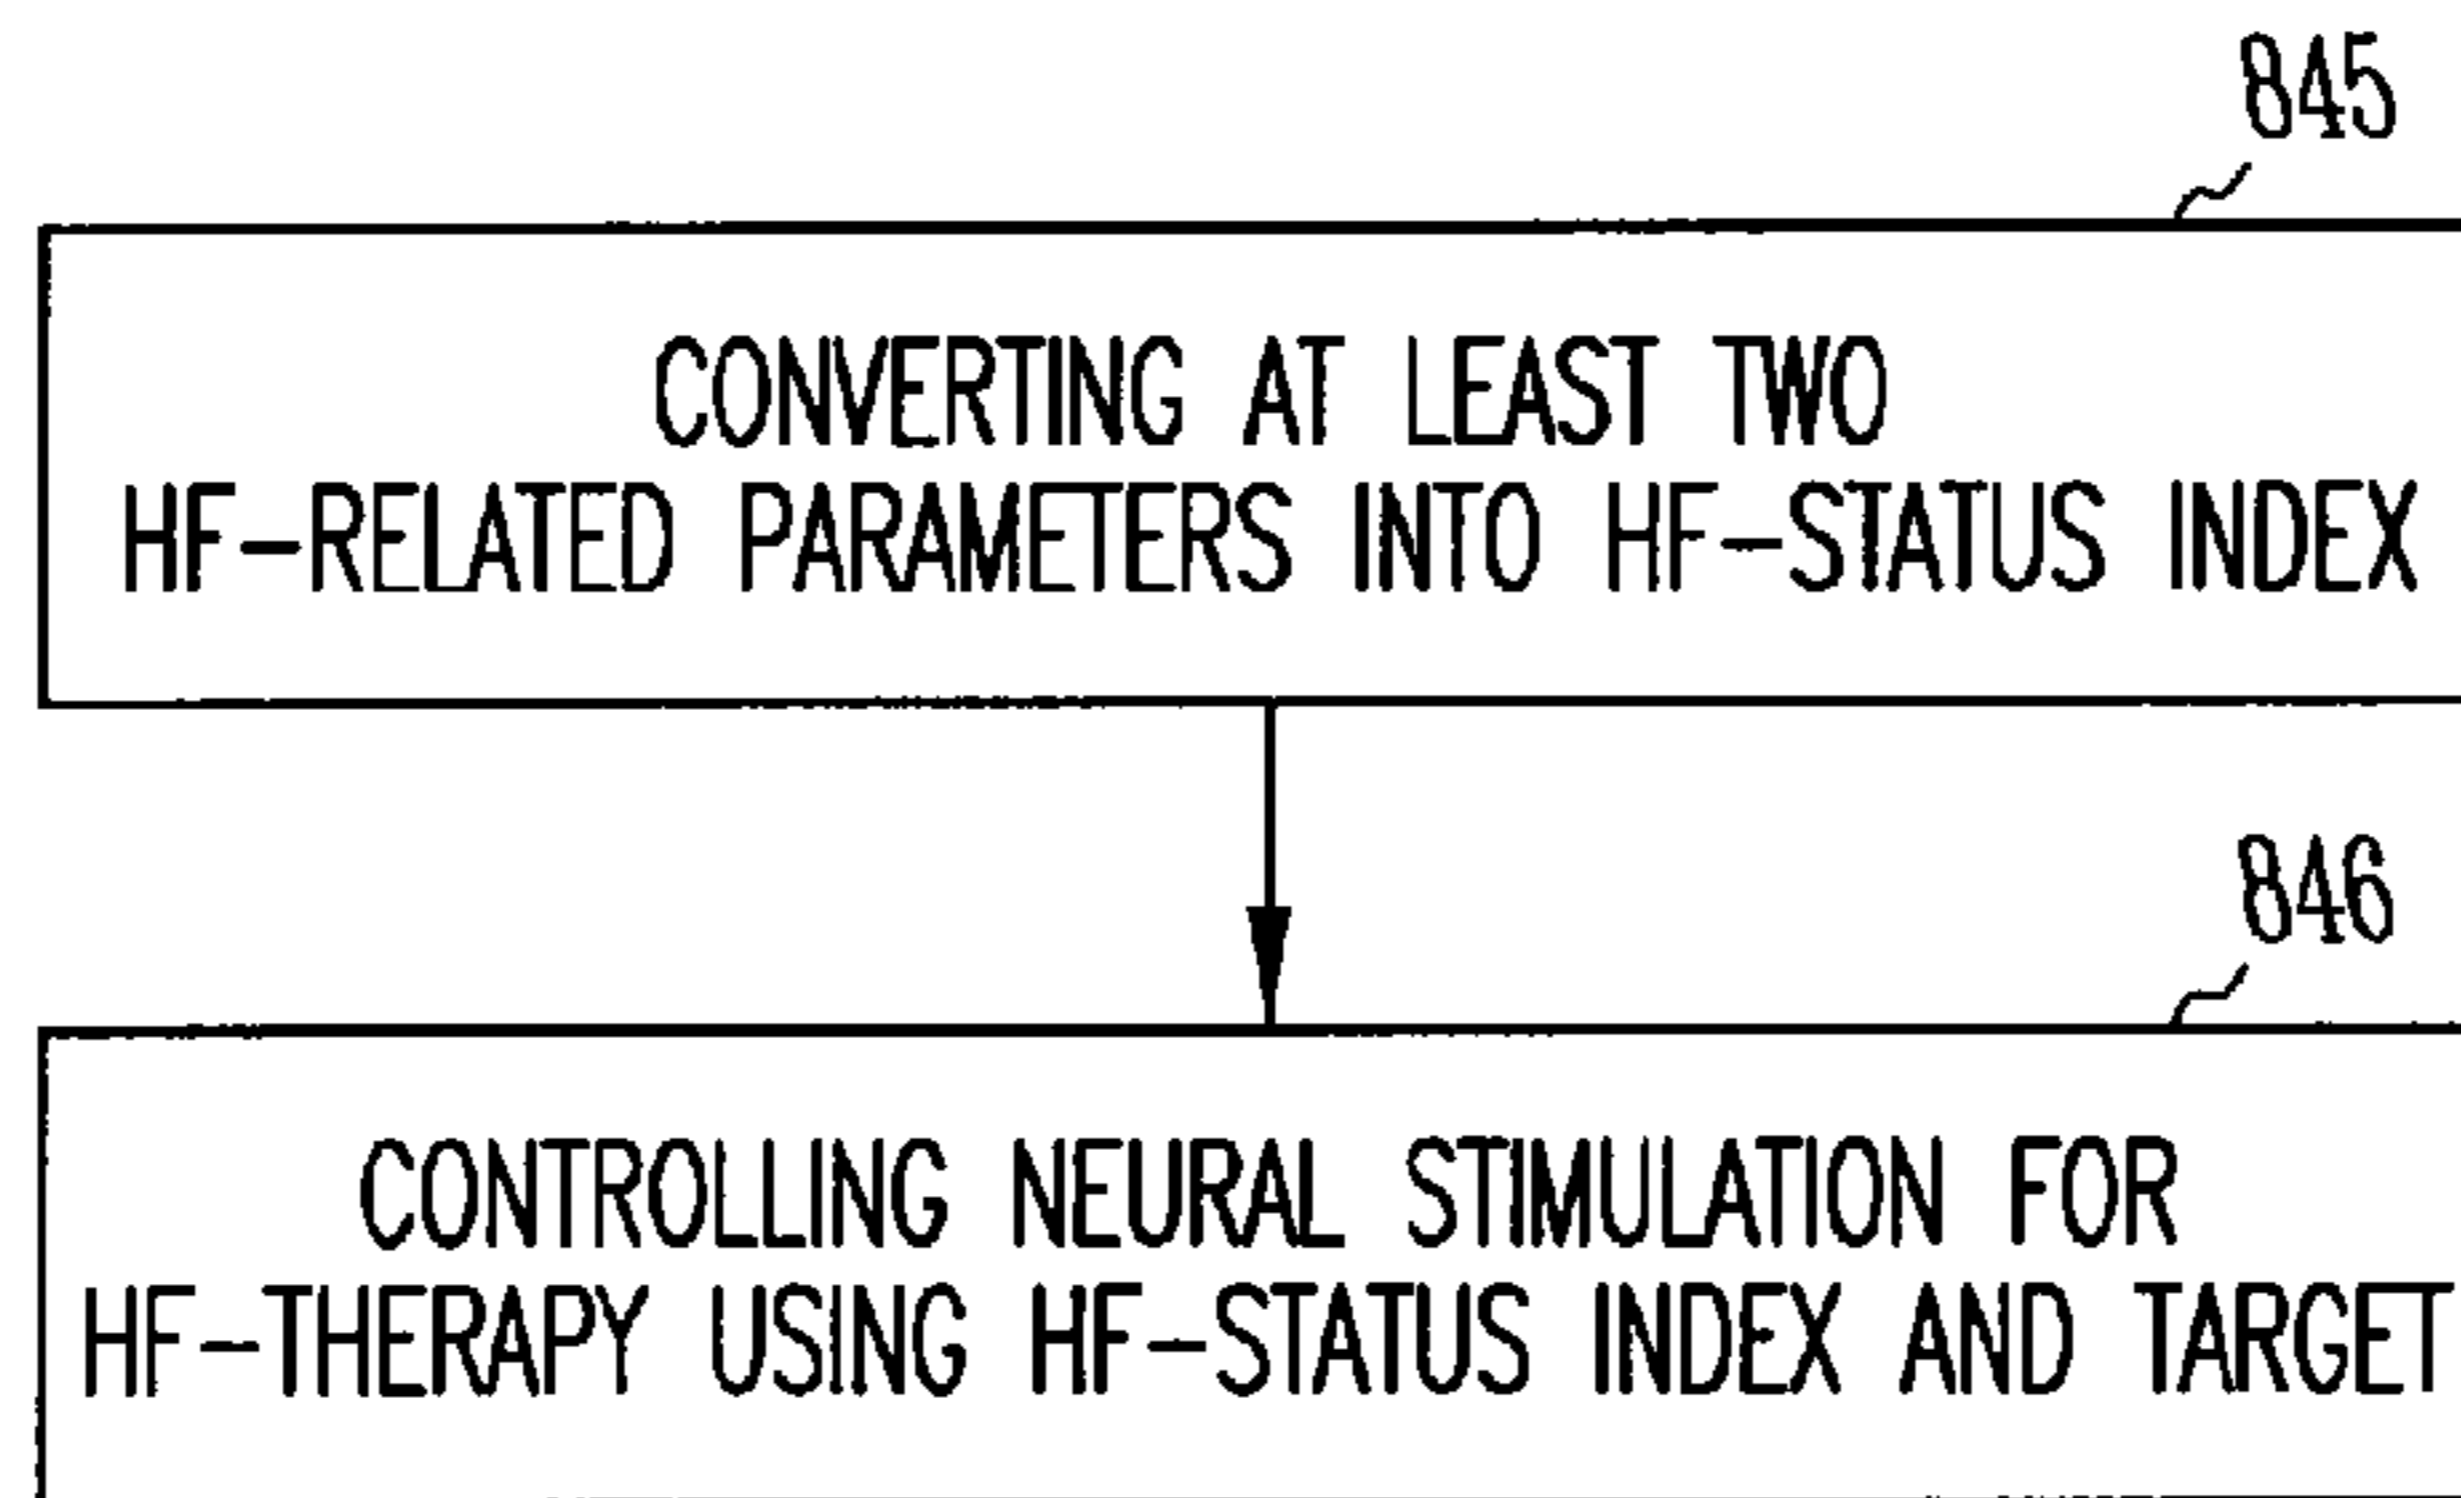 845
CONVERTING AT LEAST TWO
HF-RELATED PARAMETERS INTO HF-STATUS INDEX
846
CONTROLLING NEURAL STIMULATION FOR
HF-THERAPY USING HF-STATUS INDEX AND TARGET